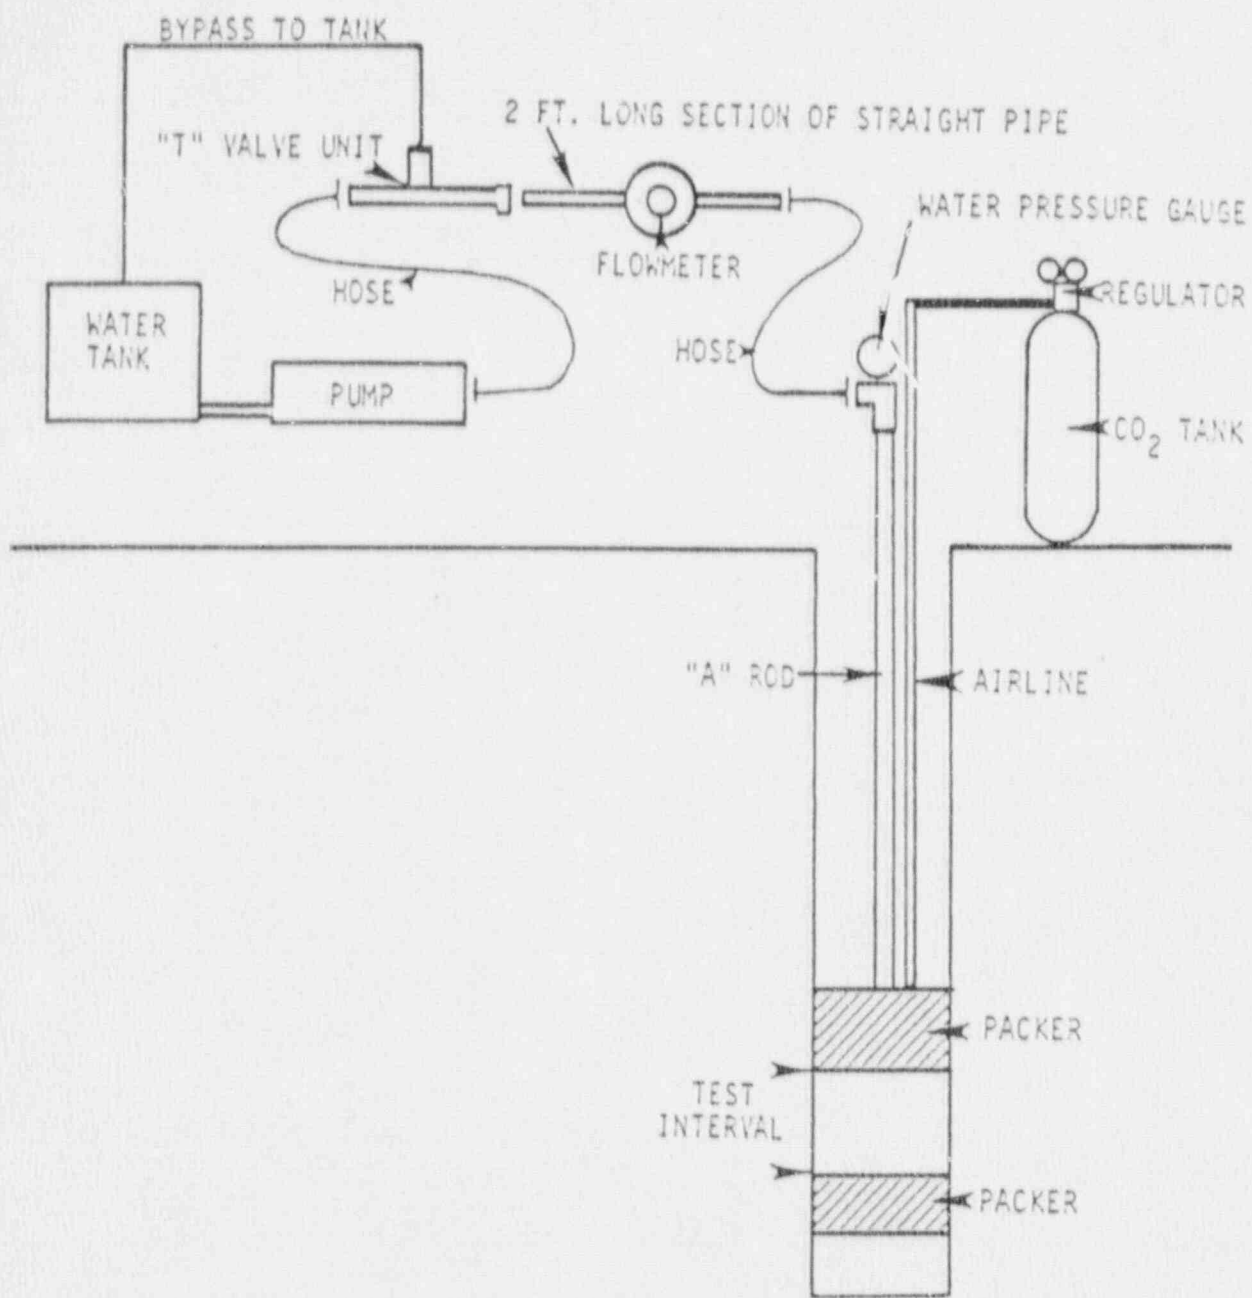 BYPASS TO TANK
2 FT. LONG SECTION OF STRAIGHT PIPE
"T" VALVE UNIT
WATER PRESSURE GAUGE
FLOWMETER
HOSE
REGULATOR
WATER
TANK
HOSE
PUMP
CO₂ TANK
"A" ROD
AIRLINE
PACKER
TEST
INTERVAL
PACKER